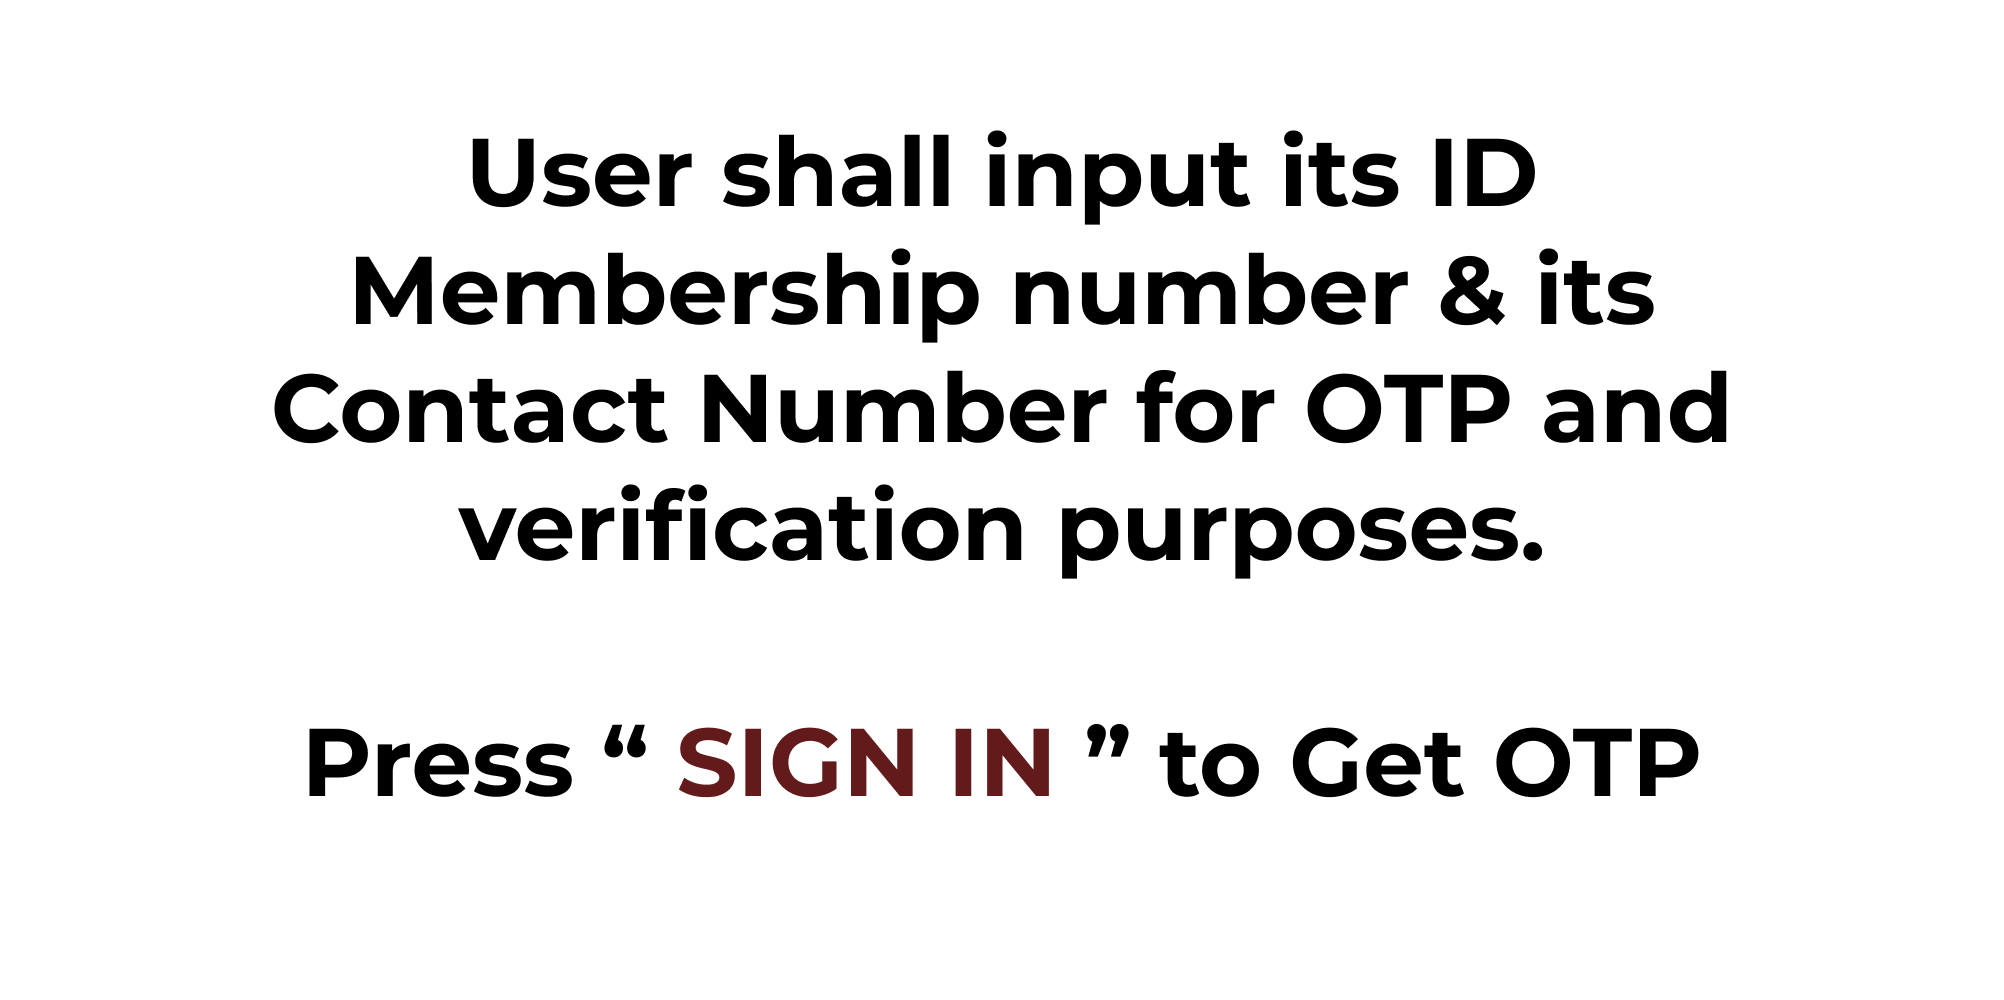 User shall input its ID
Membership number & its
Contact Number for OTP and
verification purposes.
Press “ SIGN IN ” to Get OTP